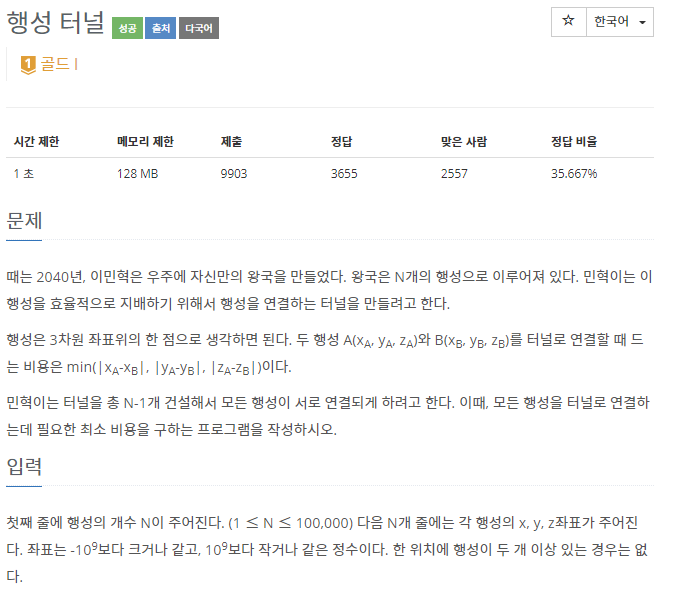 행성 터널 성공 출처 다국어
☆ 한국어
1 골드 I
시간 제한 메모리 제한 제출 정답 맞은 사람 정답 비율
1 초 128 MB 9903 3655 2557 35.667%
문제
때는 2040년, 이민혁은 우주에 자신만의 왕국을 만들었다. 왕국은 N개의 행성으로 이루어져 있다. 민혁이는 이
행성을 효율적으로 지배하기 위해서 행성을 연결하는 터널을 만들려고 한다.
행성은 3차원 좌표위의 한 점으로 생각하면 된다. 두 행성 A(xA, yA, zA)와 B(xB, yB, zB)를 터널로 연결할 때 드
는 비용은 min(|xA-xB|, |yA-yB|, |zA-zB|)이다.
민혁이는 터널을 총 N-1개 건설해서 모든 행성이 서로 연결되게 하려고 한다. 이때, 모든 행성을 터널로 연결하
는데 필요한 최소 비용을 구하는 프로그램을 작성하시오.
입력
첫째 줄에 행성의 개수 N이 주어진다. (1 ≤ N ≤ 100,000) 다음 N개 줄에는 각 행성의 x, y, z좌표가 주어진
다. 좌표는 -10⁹보다 크거나 같고, 10⁹보다 작거나 같은 정수이다. 한 위치에 행성이 두 개 이상 있는 경우는 없
다.